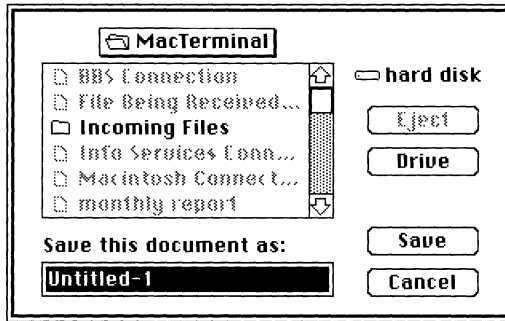 MacTerminal
BBS Connection
File Being Received...
Incoming Files
Info Services Conn...
Macintosh Connect...
monthly report
hard disk
Eject
Drive
Save this document as:
Untitled-1
Save
Cancel